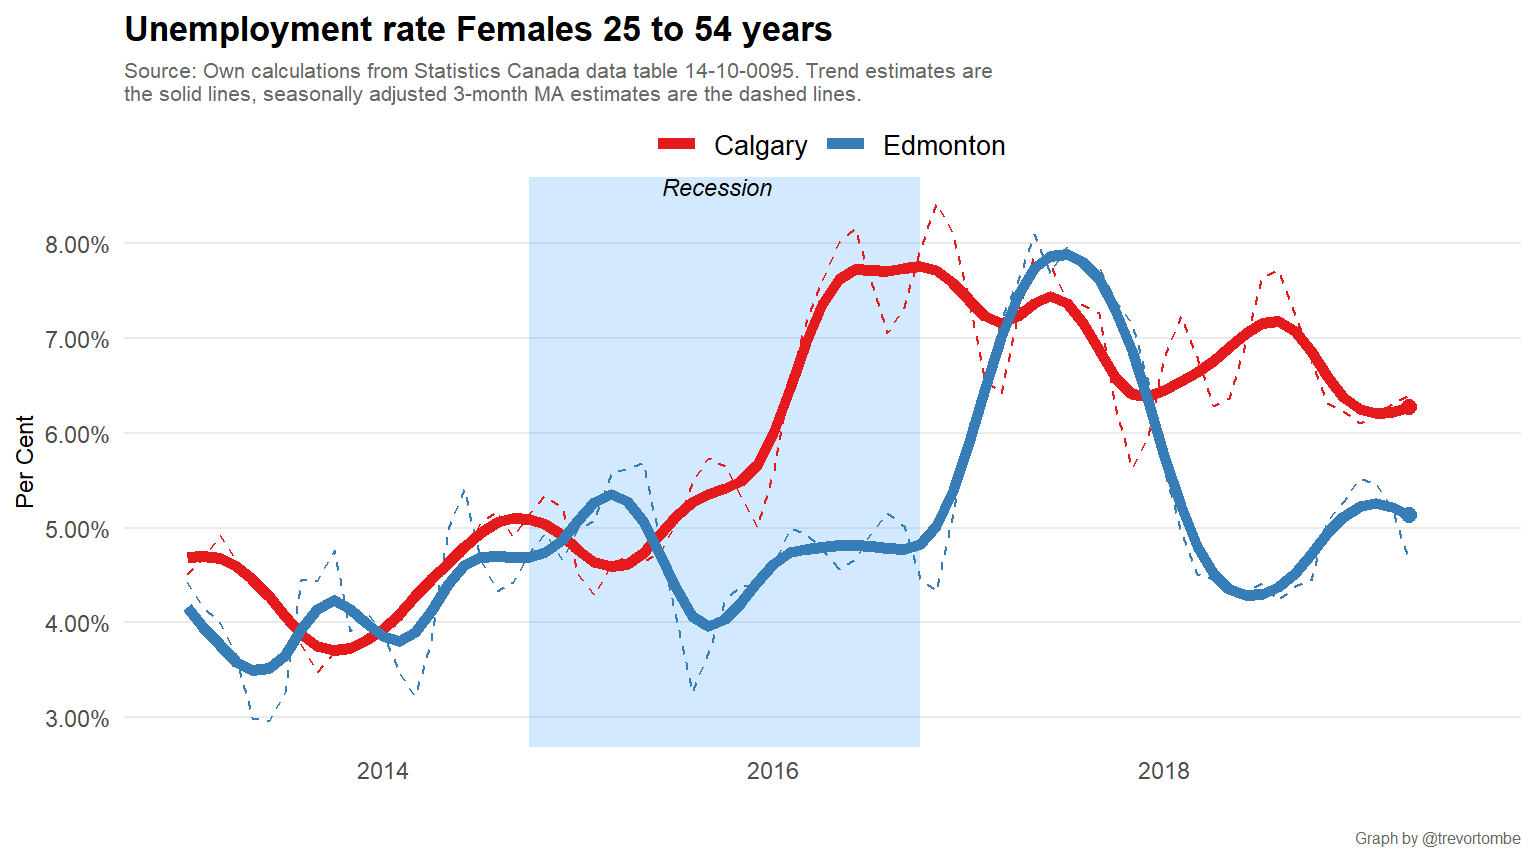 Unemployment rate Females 25 to 54 years
Source: Own calculations from Statistics Canada data table 14-10-0095. Trend estimates are
the solid lines, seasonally adjusted 3-month MA estimates are the dashed lines.
Calgary Edmonton
Recession
8.00%
7.00%
6.00%
5.00%
4.00%
3.00%
Per Cent
2014 2016 2018
Graph by @trevortombe